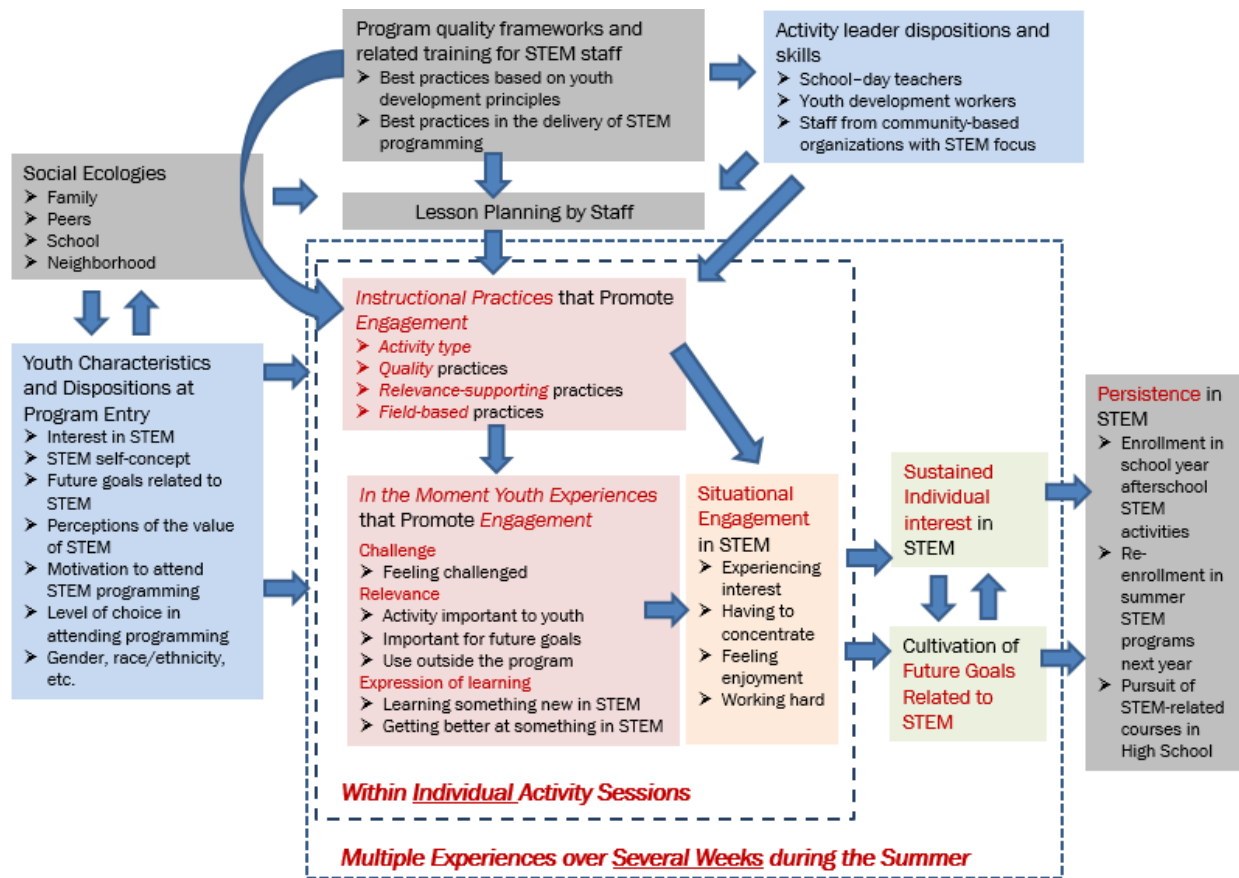 Program quality frameworks and
related training for STEM staff
➢ Best practices based on youth
development principles
➢ Best practices in the delivery of STEM
programming
Activity leader dispositions and
skills
➢ School–day teachers
➢ Youth development workers
➢ Staff from community-based
organizations with STEM focus
Social Ecologies
➢ Family
➢ Peers
➢ School
➢ Neighborhood
Lesson Planning by Staff
Instructional Practices that Promote
Engagement
➢ Activity type
➢ Quality practices
➢ Relevance-supporting practices
➢ Field-based practices
Youth Characteristics
and Dispositions at
Program Entry
➢ Interest in STEM
➢ STEM self-concept
➢ Future goals related to
STEM
➢ Perceptions of the value
of STEM
➢ Motivation to attend
STEM programming
➢ Level of choice in
attending programming
➢ Gender, race/ethnicity,
etc.
In the Moment Youth Experiences
that Promote Engagement
Challenge
➢ Feeling challenged
Relevance
➢ Activity important to youth
➢ Important for future goals
➢ Use outside the program
Expression of learning
➢ Learning something new in STEM
➢ Getting better at something in STEM
Situational
Engagement
in STEM
➢ Experiencing
interest
➢ Having to
concentrate
➢ Feeling
enjoyment
➢ Working hard
Sustained
Individual
interest in
STEM
Cultivation of
Future Goals
Related to
STEM
Persistence in
STEM
➢ Enrollment in
school year
afterschool
STEM
activities
➢ Re-
enrollment in
summer
STEM
programs
next year
➢ Pursuit of
STEM-related
courses in
High School
Within Individual Activity Sessions
Multiple Experiences over Several Weeks during the Summer